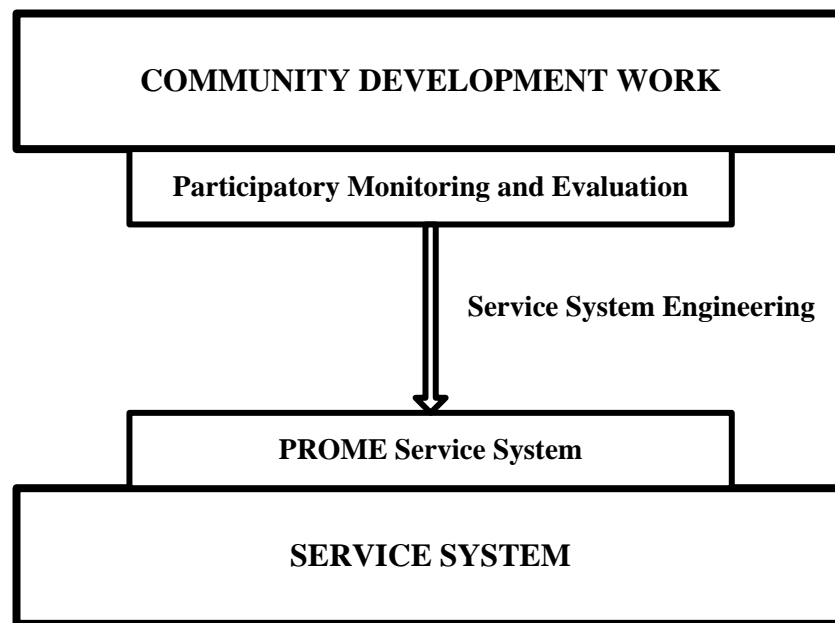 COMMUNITY DEVELOPMENT WORK
Participatory Monitoring and Evaluation
Service System Engineering
PROME Service System
SERVICE SYSTEM